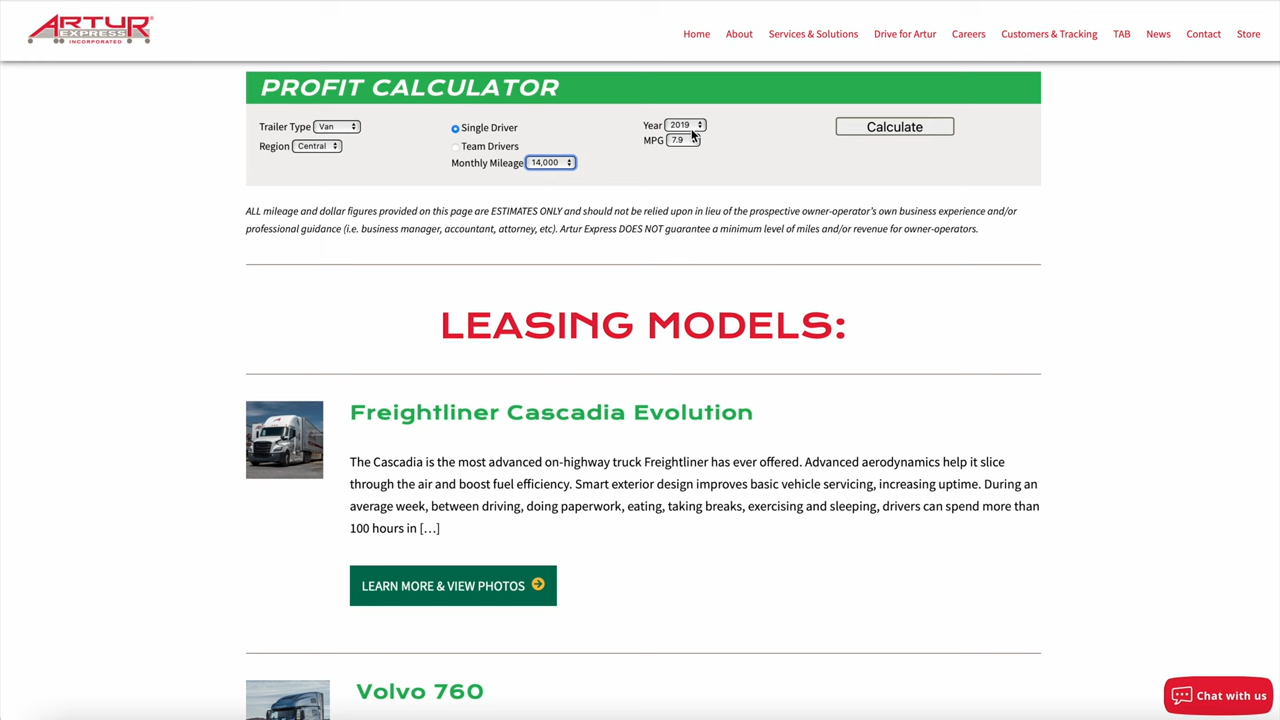 ARTUR
EXPRESS
INCORPORATED
Home About Services & Solutions Drive for Artur Careers Customers & Tracking TAB News Contact Store
PROFIT CALCULATOR
Trailer Type Van
Region Central
Single Driver
Team Drivers
Monthly Mileage 14,000
Year 2019
MPG 7.9
Calculate
ALL mileage and dollar figures provided on this page are ESTIMATES ONLY and should not be relied upon in lieu of the prospective owner-operator's own business experience and/or
professional guidance (i.e. business manager, accountant, attorney, etc). Artur Express DOES NOT guarantee a minimum level of miles and/or revenue for owner-operators.
LEASING MODELS:
Freightliner Cascadia Evolution
The Cascadia is the most advanced on-highway truck Freightliner has ever offered. Advanced aerodynamics help it slice
through the air and boost fuel efficiency. Smart exterior design improves basic vehicle servicing, increasing uptime. During an
average week, between driving, doing paperwork, eating, taking breaks, exercising and sleeping, drivers can spend more than
100 hours in […]
LEARN MORE & VIEW PHOTOS
Volvo 760
Chat with us